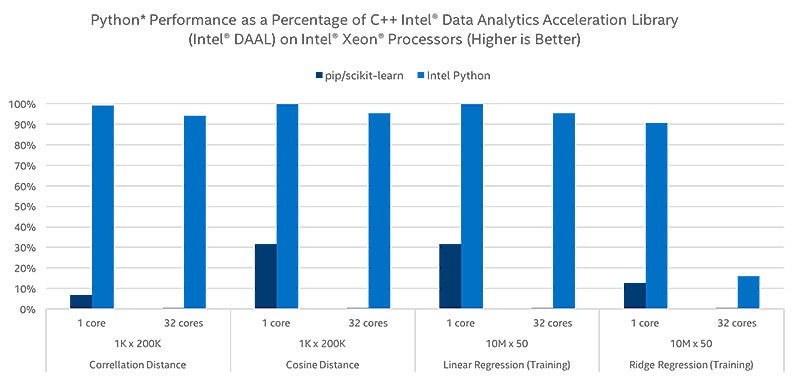 Python* Performance as a Percentage of C++ Intel® Data Analytics Acceleration Library
(Intel® DAAL) on Intel® Xeon® Processors (Higher is Better)
pip/scikit-learn Intel Python
100%
90%
80%
70%
60%
50%
40%
30%
20%
10%
0%
1 core 32 cores 1 core 32 cores 1 core 32 cores 1 core 32 cores
1K x 200K 1K x 200K 10M x 50 10M x 50
Correllation Distance Cosine Distance Linear Regression (Training) Ridge Regression (Training)